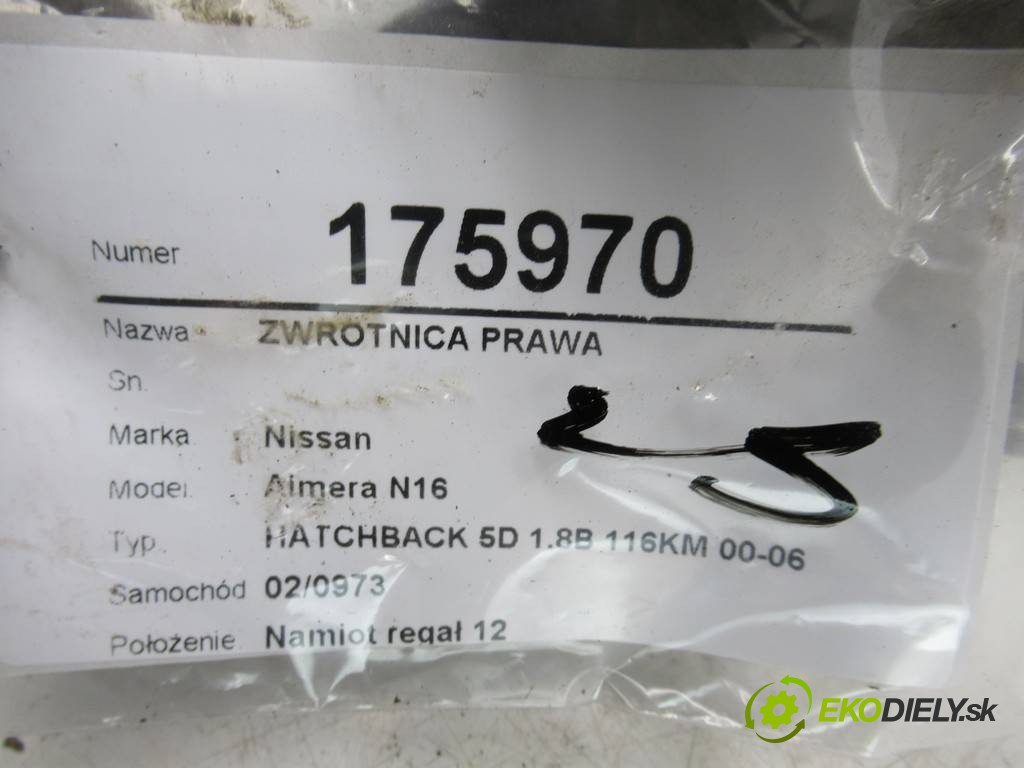 Numer 175970
Nazwa ZWROTNICA PRAWA
Sn.
Marka Nissan
Model. Almera N16
Typ. HATCHBACK 5D 1.8B 116KM 00-06
Samochód 02/0973
Położenie Namiot regał 12
EKODIELY.sk